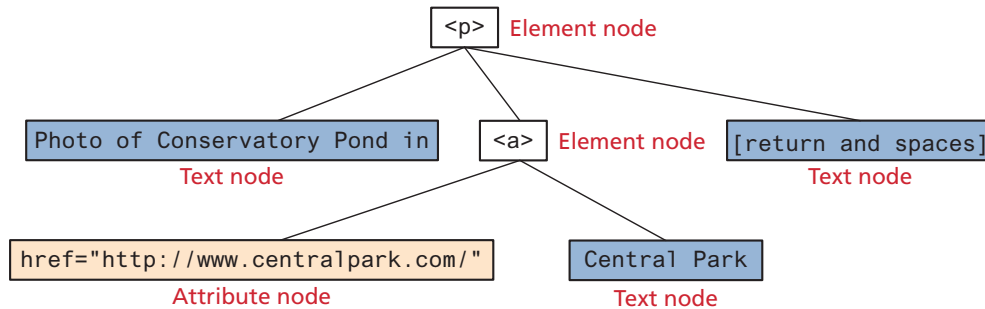 <p> Element node
Photo of Conservatory Pond in <a> Element node [return and spaces]
Text node Text node
href="http://www.centralpark.com/" Central Park
Attribute node Text node